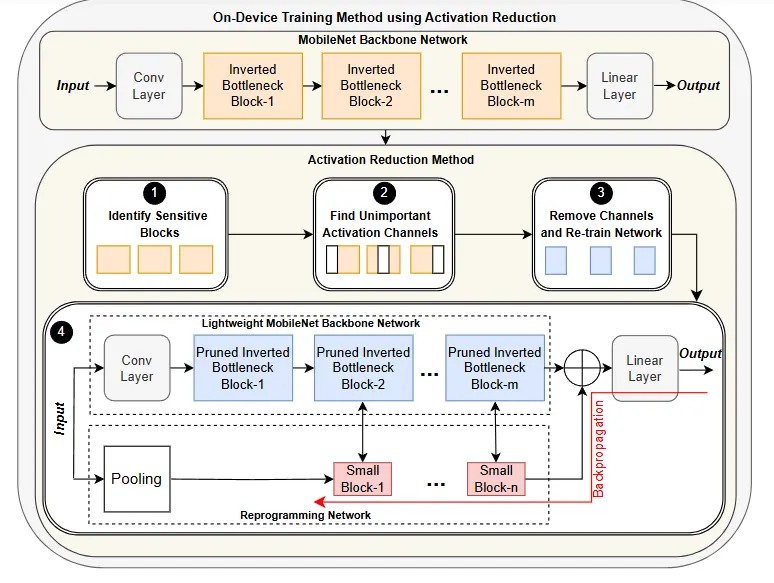 On-Device Training Method using Activation Reduction
MobileNet Backbone Network
Input
Conv
Layer
Inverted
Bottleneck
Block-1
Inverted
Bottleneck
Block-2
...
Inverted
Bottleneck
Block-m
Linear
Layer
Output
Activation Reduction Method
1
Identify Sensitive
Blocks
2
Find Unimportant
Activation Channels
3
Remove Channels
and Re-train Network
4
Lightweight MobileNet Backbone Network
Input
Conv
Layer
Pruned Inverted
Bottleneck
Block-1
Pruned Inverted
Bottleneck
Block-2
...
Pruned Inverted
Bottleneck
Block-m
Linear
Layer
Output
Backpropagation
Pooling
Small
Block-1
...
Small
Block-n
Reprogramming Network